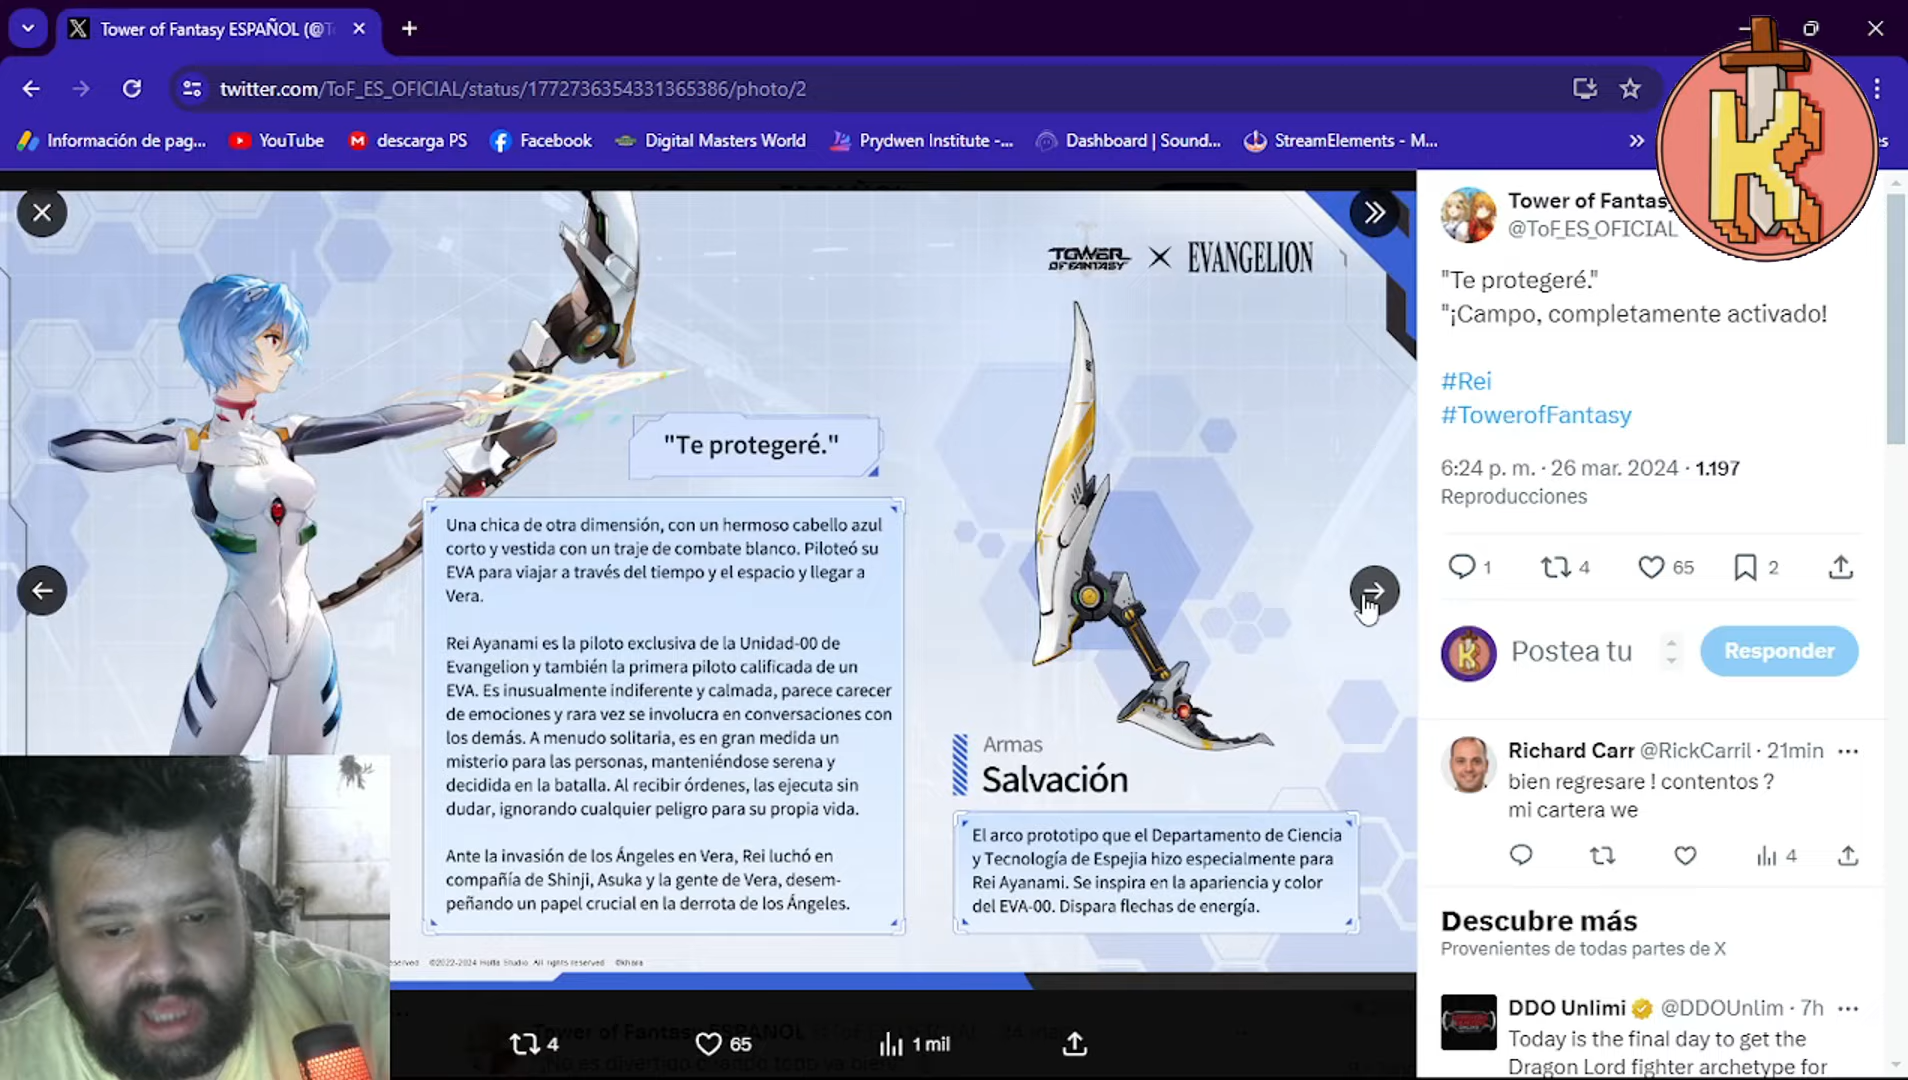 Tower of Fantasy ESPAÑOL (@T
twitter.com/ToF_ES_OFICIAL/status/1772736354331365386/photo/2
Información de pag...
YouTube
descarga PS
Facebook
Digital Masters World
Prydwen Institute -...
Dashboard | Sound...
StreamElements - M...
TOWER OF FANTASY X EVANGELION
"Te protegeré."
Una chica de otra dimensión, con un hermoso cabello azul
corto y vestida con un traje de combate blanco. Piloteó su
EVA para viajar a través del tiempo y el espacio y llegar a
Vera.
Rei Ayanami es la piloto exclusiva de la Unidad-00 de
Evangelion y también la primera piloto calificada de un
EVA. Es inusualmente indiferente y calmada, parece carecer
de emociones y rara vez se involucra en conversaciones con
los demás. A menudo solitaria, es en gran medida un
misterio para las personas, manteniéndose serena y
decidida en la batalla. Al recibir órdenes, las ejecuta sin
dudar, ignorando cualquier peligro para su propia vida.
Ante la invasión de los Ángeles en Vera, Rei luchó en
compañía de Shinji, Asuka y la gente de Vera, desem-
peñando un papel crucial en la derrota de los Ángeles.
Armas
Salvación
El arco prototipo que el Departamento de Ciencia
y Tecnología de Espejia hizo especialmente para
Rei Ayanami. Se inspira en la apariencia y color
del EVA-00. Dispara flechas de energía.
©2022-2024 Hotta Studio. All rights reserved ©khara
4
65
1 mil
K
Tower of Fantasy
@ToF_ES_OFICIAL
"Te protegeré."
"¡Campo, completamente activado!
#Rei
#TowerofFantasy
6:24 p. m. · 26 mar. 2024 · 1.197
Reproducciones
1
4
65
2
Postea tu
Responder
Richard Carr @RickCarril · 21min
bien regresare ! contentos ?
mi cartera we
4
Descubre más
Provenientes de todas partes de X
DDO Unlimi @DDOUnlim · 7h
Today is the final day to get the
Dragon Lord fighter archetype for